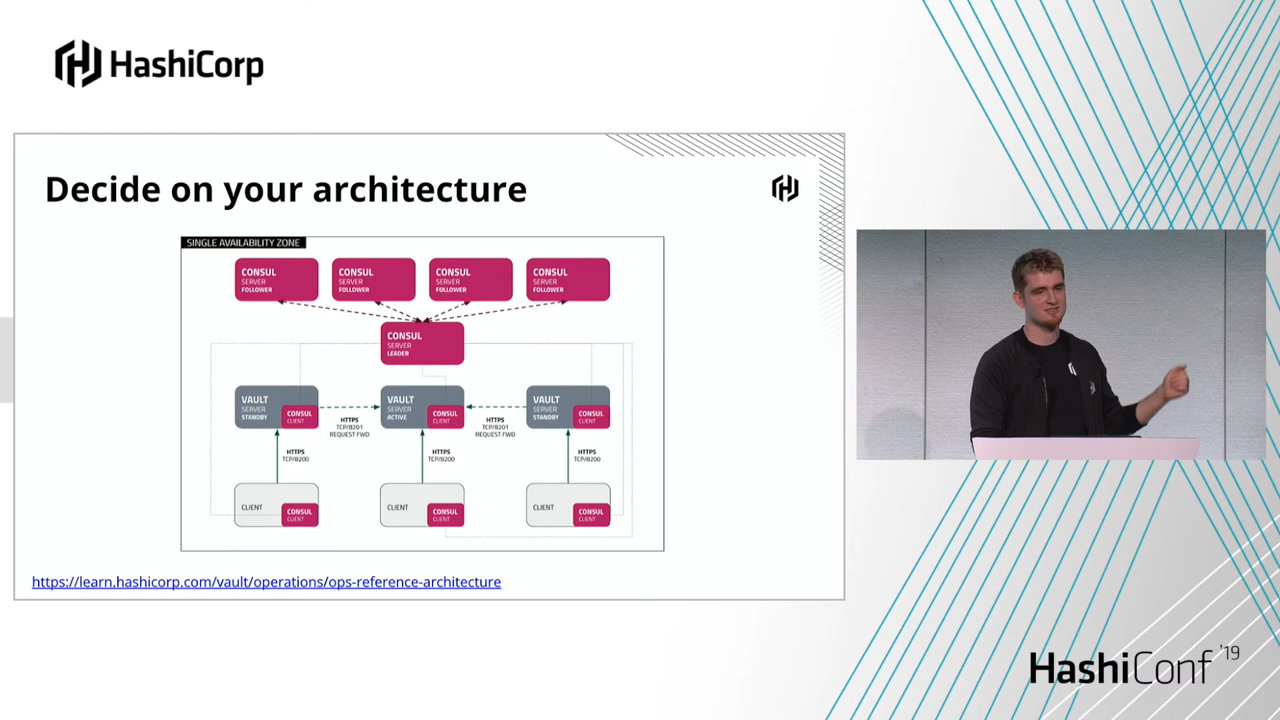 HashiCorp
Decide on your architecture
SINGLE AVAILABILITY ZONE
CONSUL
SERVER
FOLLOWER
CONSUL
SERVER
FOLLOWER
CONSUL
SERVER
FOLLOWER
CONSUL
SERVER
FOLLOWER
CONSUL
SERVER
LEADER
VAULT
SERVER
STANDBY
CONSUL
CLIENT
HTTPS
TCP/8201
REQUEST FWD
VAULT
SERVER
ACTIVE
CONSUL
CLIENT
HTTPS
TCP/8201
REQUEST FWD
VAULT
SERVER
STANDBY
CONSUL
CLIENT
HTTPS
TCP/8200
HTTPS
TCP/8200
HTTPS
TCP/8200
CLIENT
CONSUL
CLIENT
CLIENT
CONSUL
CLIENT
CLIENT
CONSUL
CLIENT
https://learn.hashicorp.com/vault/operations/ops-reference-architecture
HashiConf '19